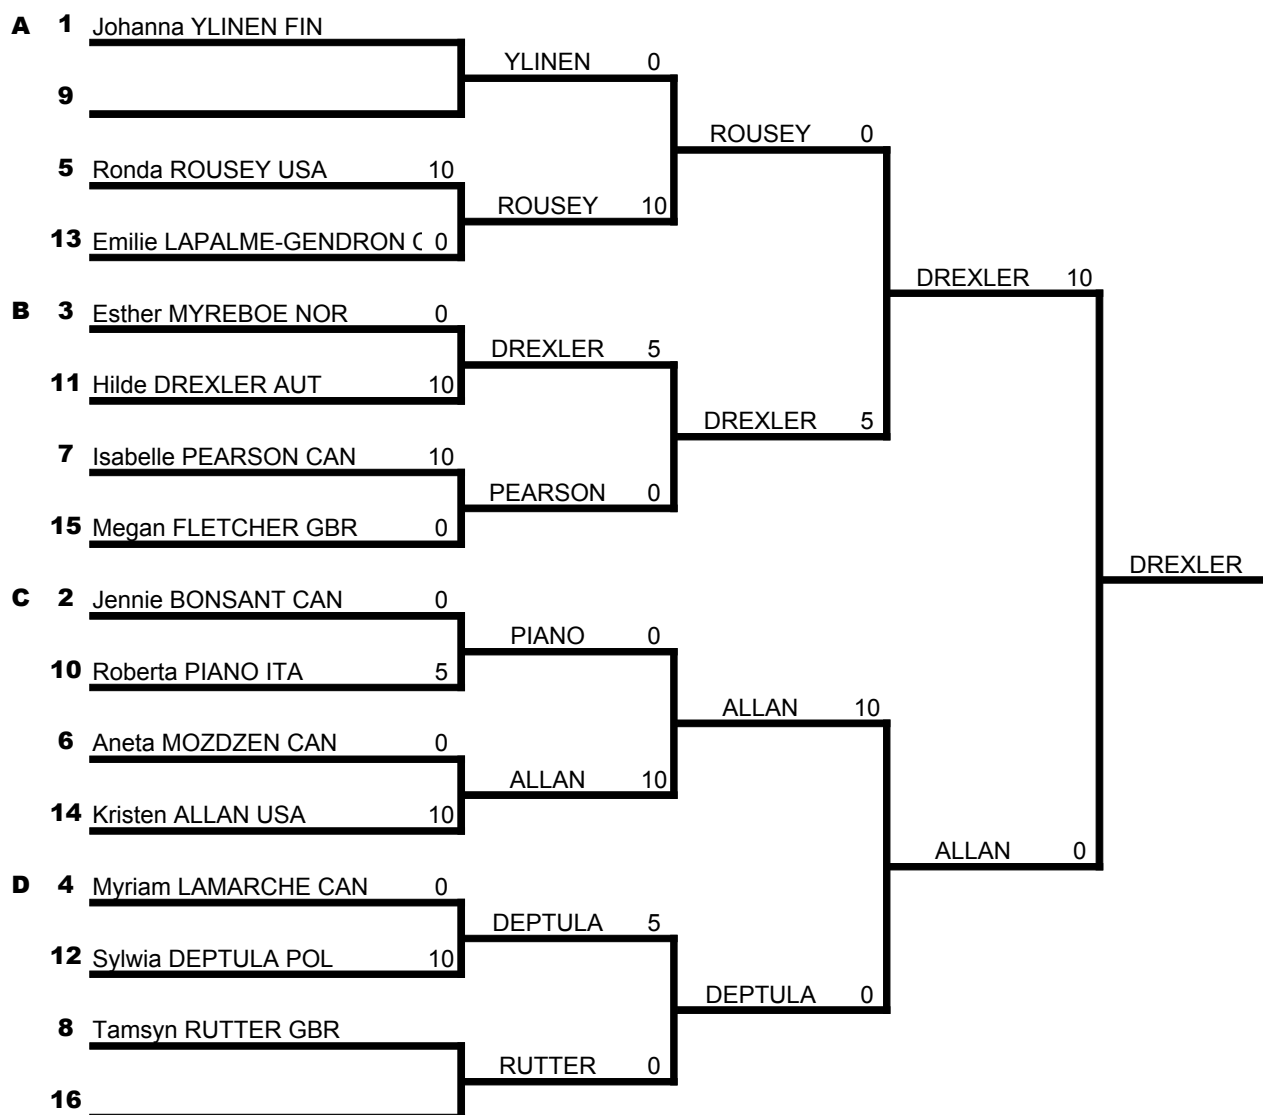 A 1 Johanna YLINEN FIN
YLINEN 0
9
ROUSEY 0
5 Ronda ROUSEY USA 10
ROUSEY 10
13 Emilie LAPALME-GENDRON C 0
DREXLER 10
B 3 Esther MYREBOE NOR 0
DREXLER 5
11 Hilde DREXLER AUT 10
DREXLER 5
7 Isabelle PEARSON CAN 10
PEARSON 0
15 Megan FLETCHER GBR 0
DREXLER
C 2 Jennie BONSANT CAN 0
PIANO 0
10 Roberta PIANO ITA 5
ALLAN 10
6 Aneta MOZDZEN CAN 0
ALLAN 10
14 Kristen ALLAN USA 10
ALLAN 0
D 4 Myriam LAMARCHE CAN 0
DEPTULA 5
12 Sylwia DEPTULA POL 10
DEPTULA 0
8 Tamsyn RUTTER GBR
RUTTER 0
16